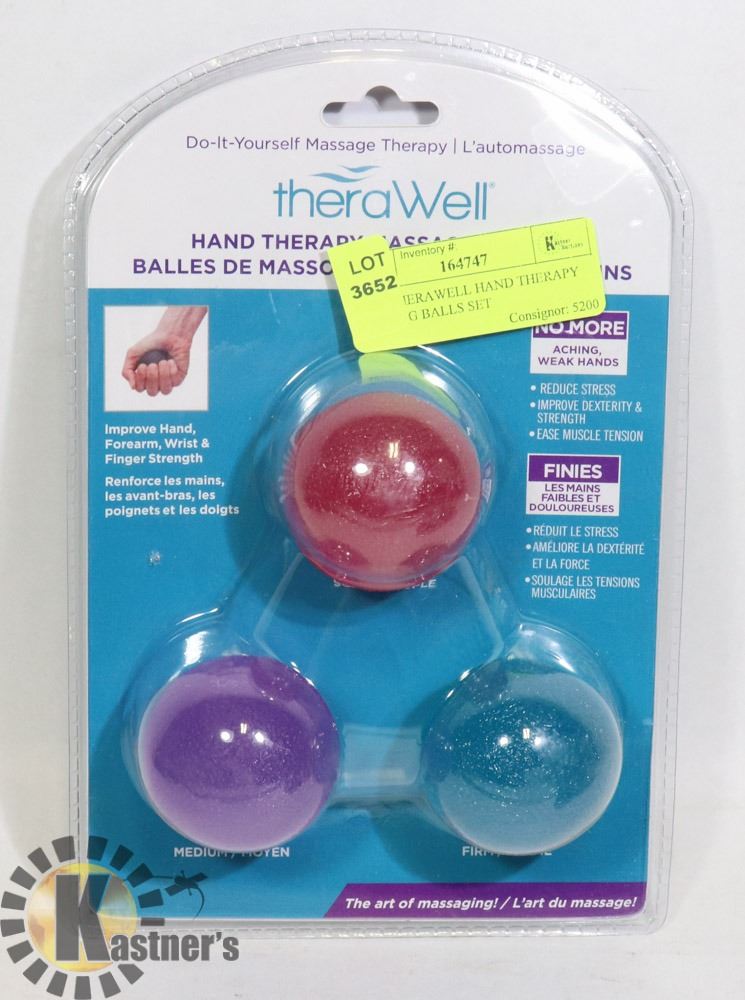 Do-It-Yourself Massage Therapy | L'automassage
theraWell®
HAND THERAPY
BALLES DE
LOT
3652
Inventory #:
164747
Kastner Auctions
HAND THERAPY
BALLS SET
Consignor: 5200
NO MORE
ACHING,
WEAK HANDS
• REDUCE STRESS
• IMPROVE DEXTERITY &
STRENGTH
• EASE MUSCLE TENSION
Improve Hand,
Forearm, Wrist &
Finger Strength
Renforce les mains,
les avant-bras, les
poignets et les doigts
FINIES
LES MAINS
FAIBLES ET
DOULOUREUSES
• RÉDUIT LE STRESS
• AMÉLIORE LA DEXTÉRITÉ
ET LA FORCE
• SOULAGE LES TENSIONS
MUSCULAIRES
MEDIUM / MOYEN
The art of massaging! / L'art du massage!
Kastner's